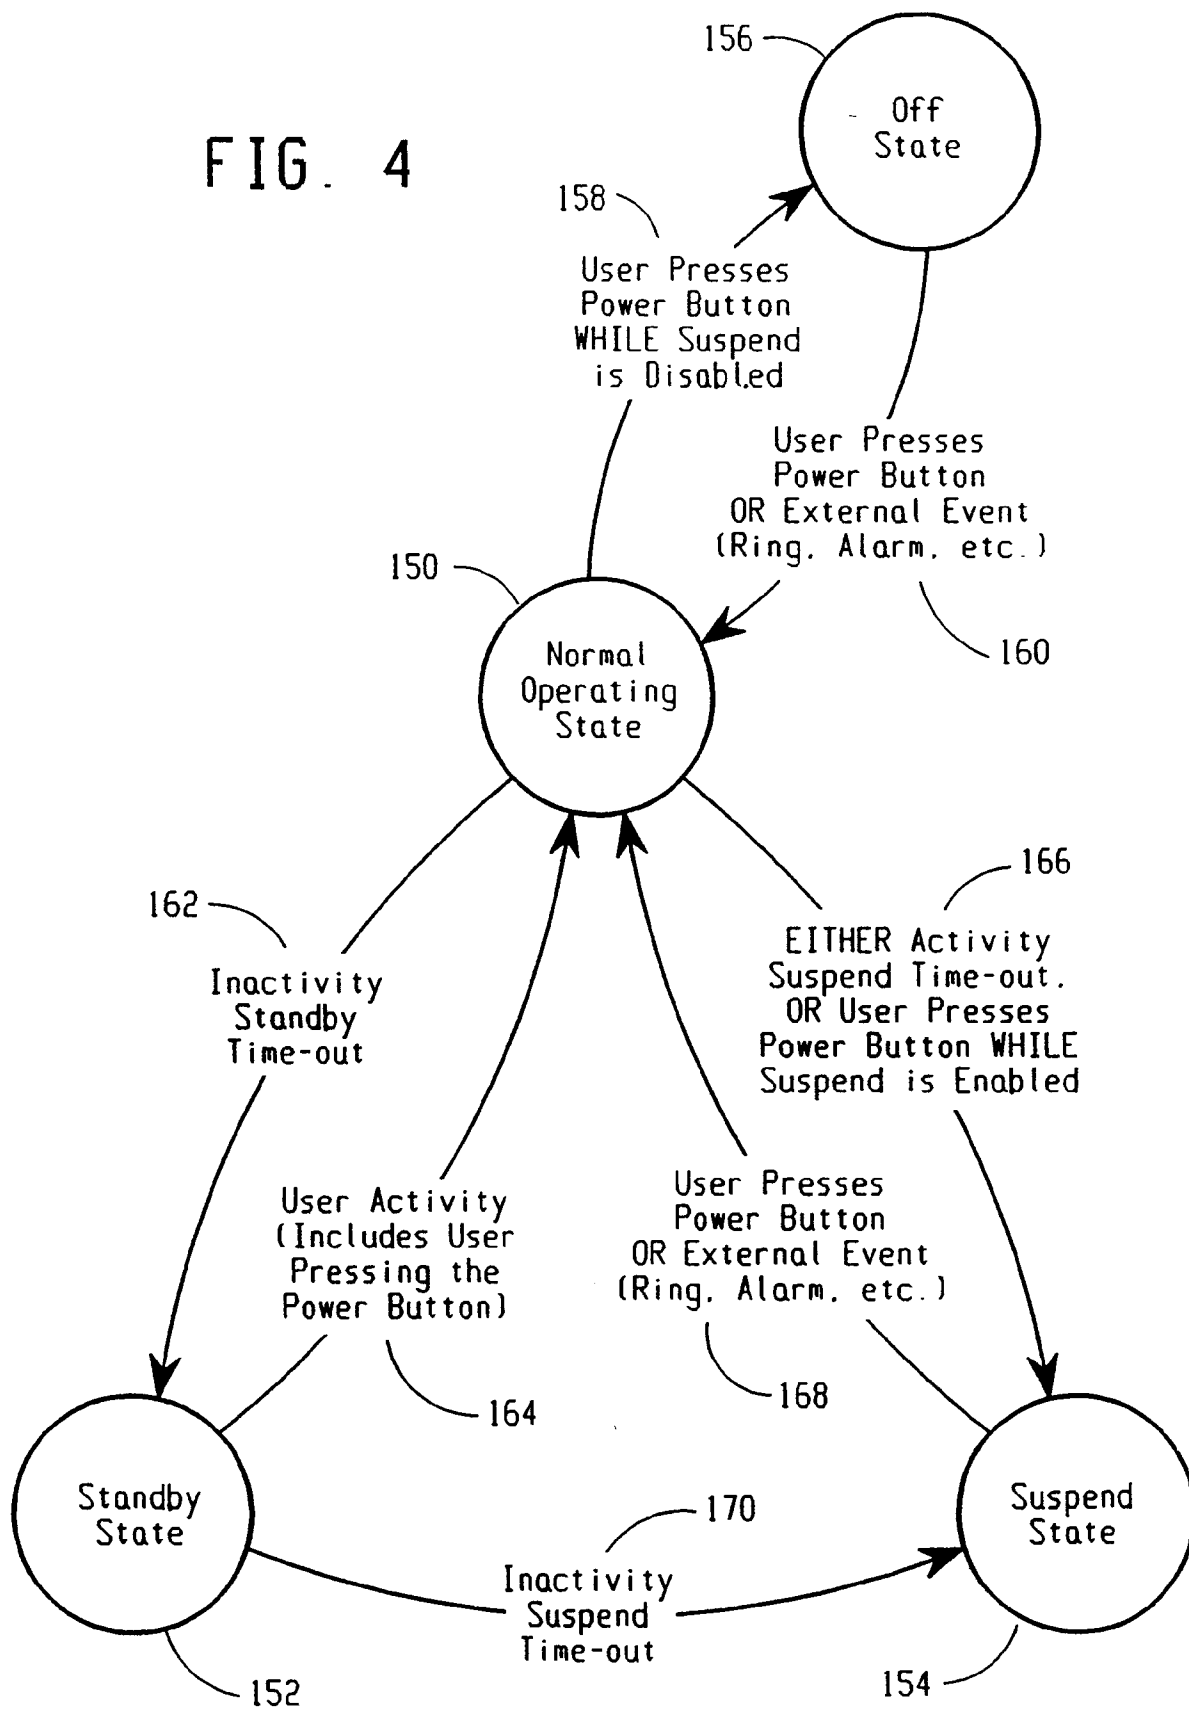 156
Off
State
FIG. 4
158
User Presses
Power Button
WHILE Suspend
is Disabled
User Presses
Power Button
OR External Event
(Ring, Alarm, etc.)
150
160
Normal
Operating
State
166
162
EITHER Activity
Suspend Time-out,
OR User Presses
Power Button WHILE
Suspend is Enabled
Inactivity
Standby
Time-out
User Presses
Power Button
OR External Event
(Ring, Alarm, etc.)
User Activity
(Includes User
Pressing the
Power Button)
168
164
Standby
State
Suspend
State
170
Inactivity
Suspend
Time-out
152
154